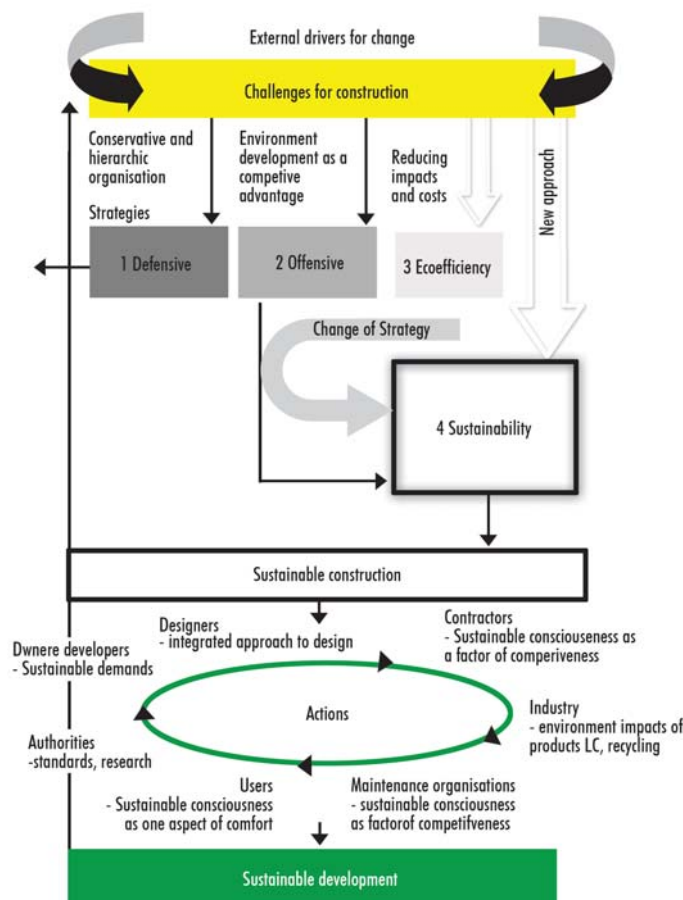 External drivers for change
Challenges for construction
Conservative and
hierarchic
organisation
Environment
development as a
competive
advantage
Reducing
impacts
and costs
New approach
Strategies
1 Defensive
2 Offensive
3 Ecoefficiency
Change of Strategy
4 Sustainability
Sustainable construction
Designers
- integrated approach to design
Contractors
- Sustainable consciouseness as
a factor of comperiveness
Dwnere developers
- Sustainable demands
Actions
Industry
- environment impacts of
products LC, recycling
Authorities
-standards, research
Users
- Sustainable consciousness
as one aspect of comfort
Maintenance organisations
- sustainable consciousness
as factorof competifveness
Sustainable development